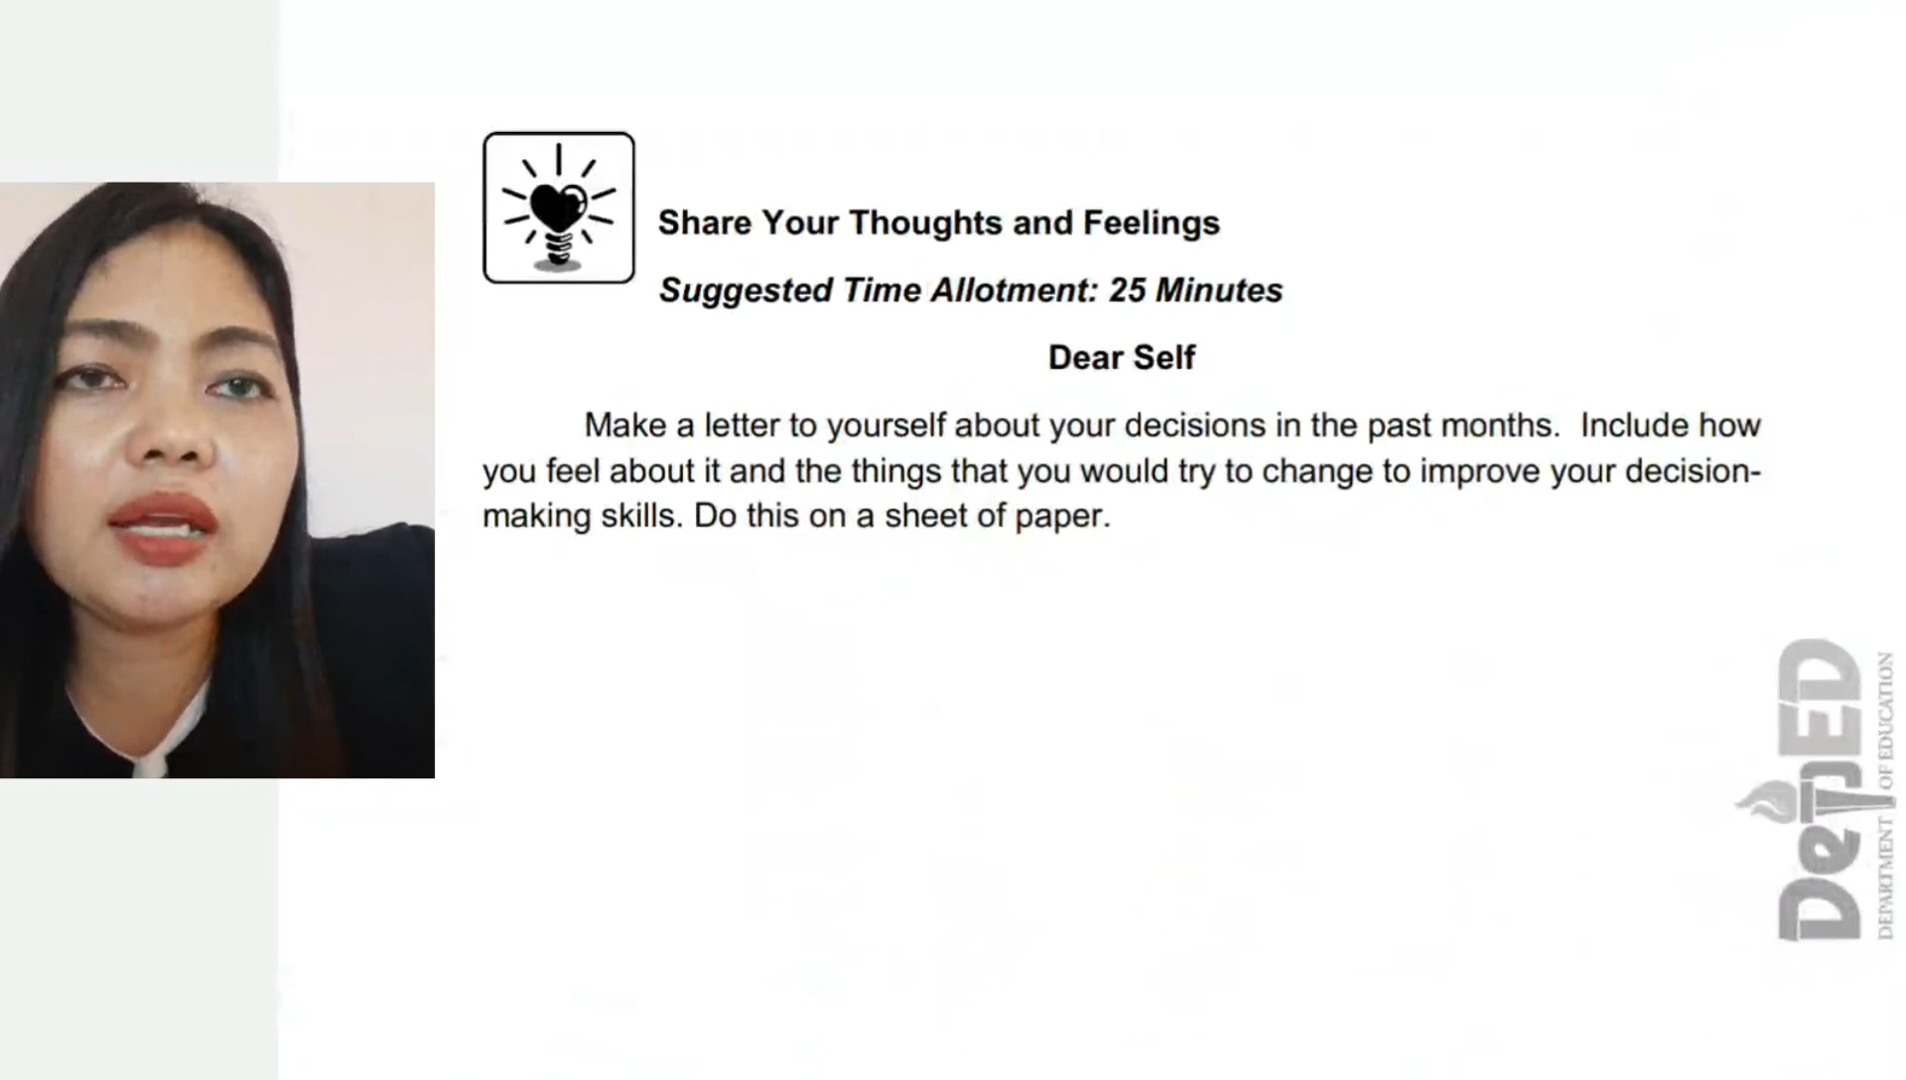 Share Your Thoughts and Feelings
Suggested Time Allotment: 25 Minutes
Dear Self
Make a letter to yourself about your decisions in the past months.  Include how
you feel about it and the things that you would try to change to improve your decision-
making skills. Do this on a sheet of paper.
DepED
DEPARTMENT OF EDUCATION